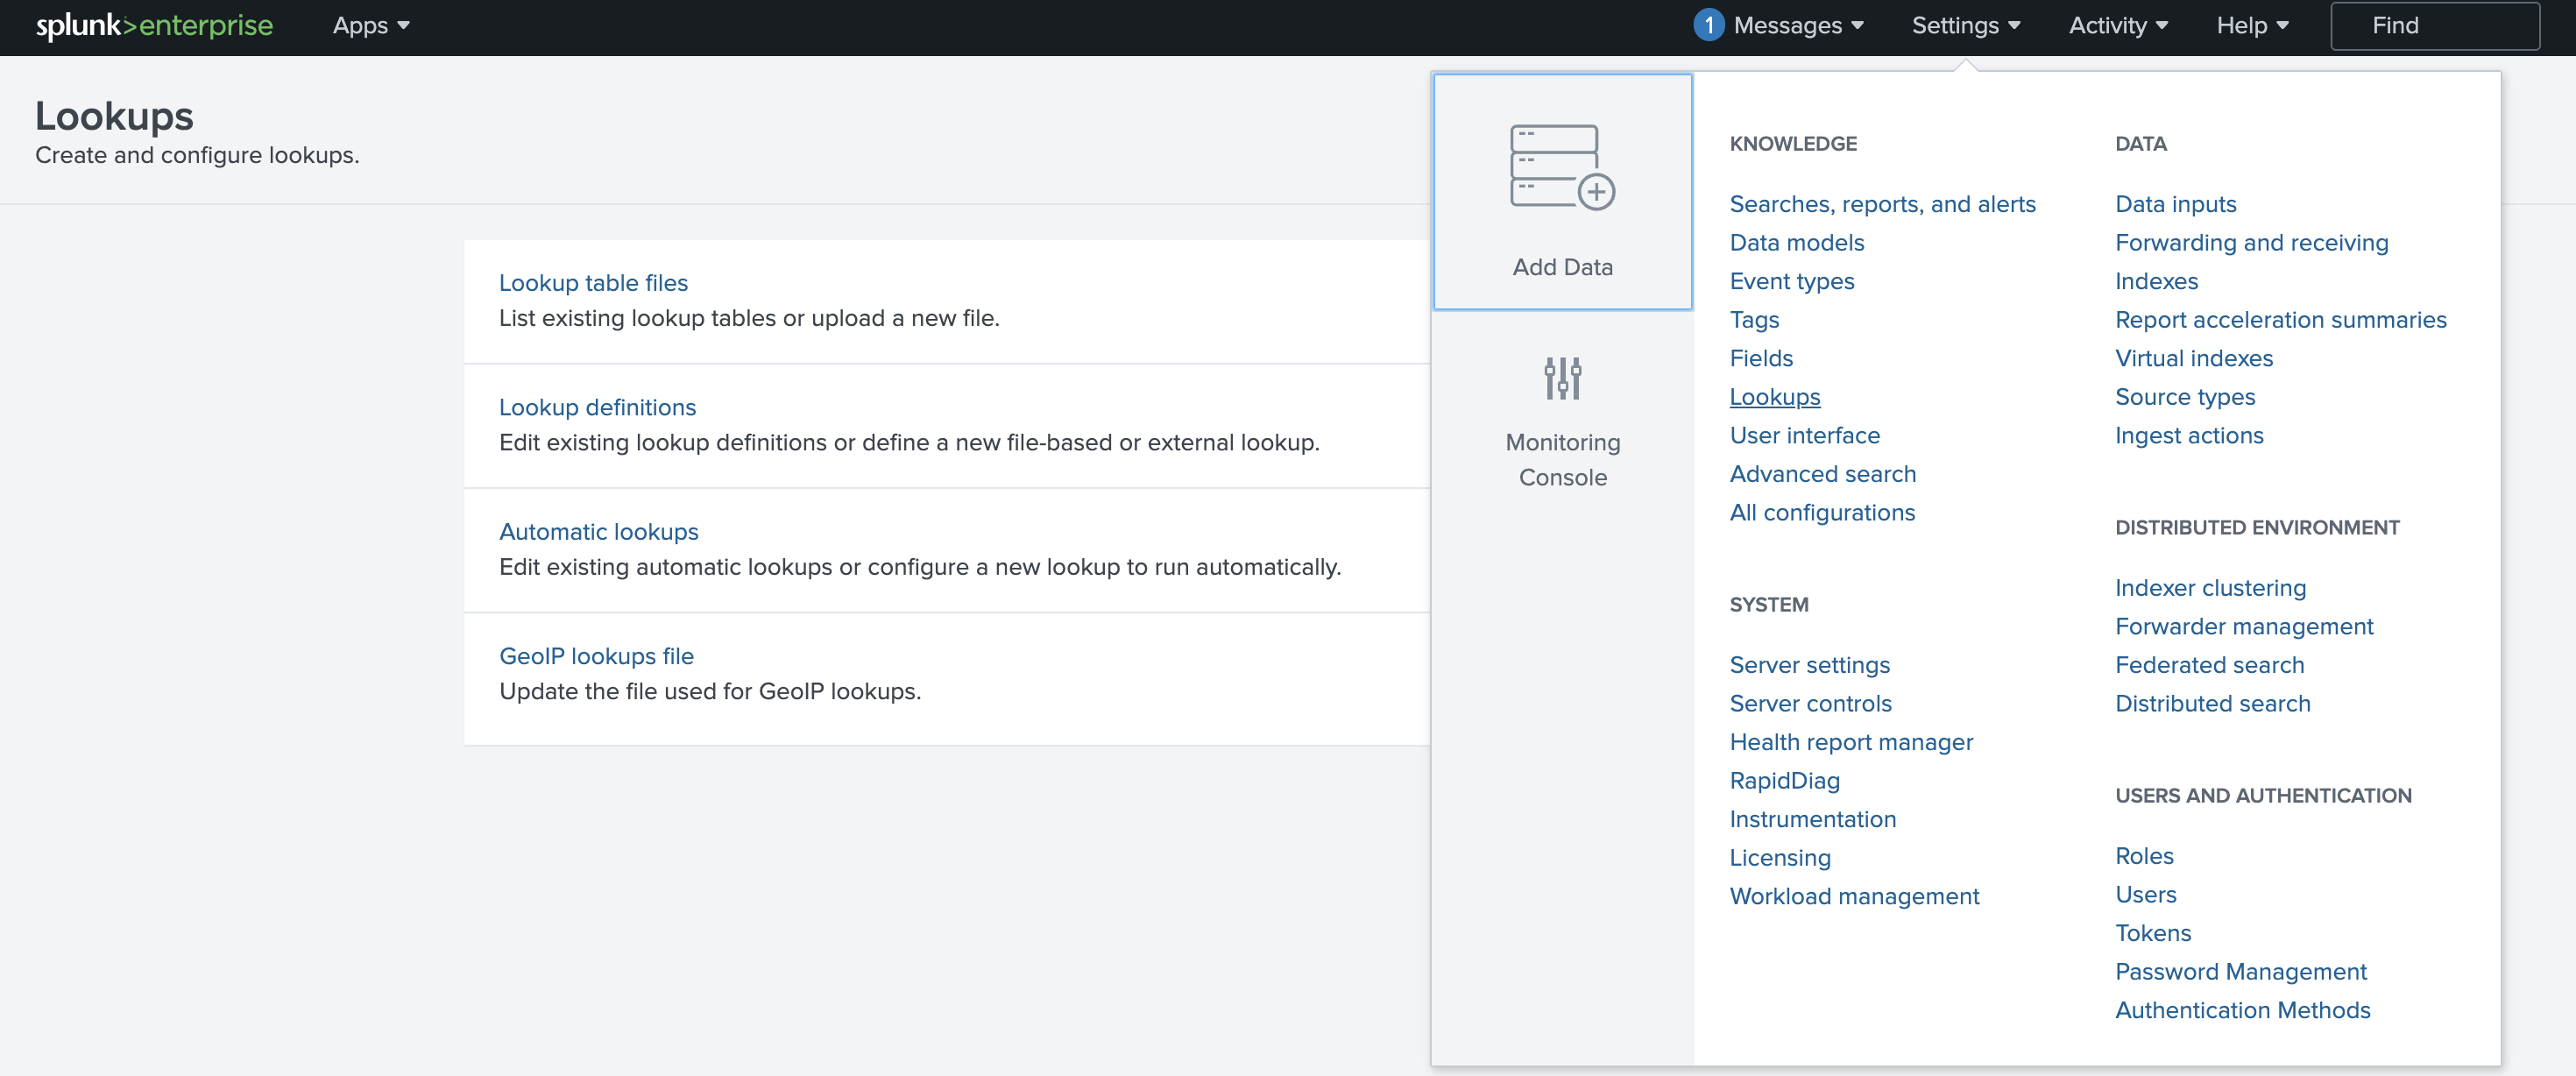 splunk>enterprise Apps 1 Messages Settings Activity Help Find
Lookups
Create and configure lookups.
Lookup table files
List existing lookup tables or upload a new file.
Lookup definitions
Edit existing lookup definitions or define a new file-based or external lookup.
Automatic lookups
Edit existing automatic lookups or configure a new lookup to run automatically.
GeoIP lookups file
Update the file used for GeoIP lookups.
Add Data
Monitoring
Console
KNOWLEDGE
Searches, reports, and alerts
Data models
Event types
Tags
Fields
Lookups
User interface
Advanced search
All configurations
SYSTEM
Server settings
Server controls
Health report manager
RapidDiag
Instrumentation
Licensing
Workload management
DATA
Data inputs
Forwarding and receiving
Indexes
Report acceleration summaries
Virtual indexes
Source types
Ingest actions
DISTRIBUTED ENVIRONMENT
Indexer clustering
Forwarder management
Federated search
Distributed search
USERS AND AUTHENTICATION
Roles
Users
Tokens
Password Management
Authentication Methods